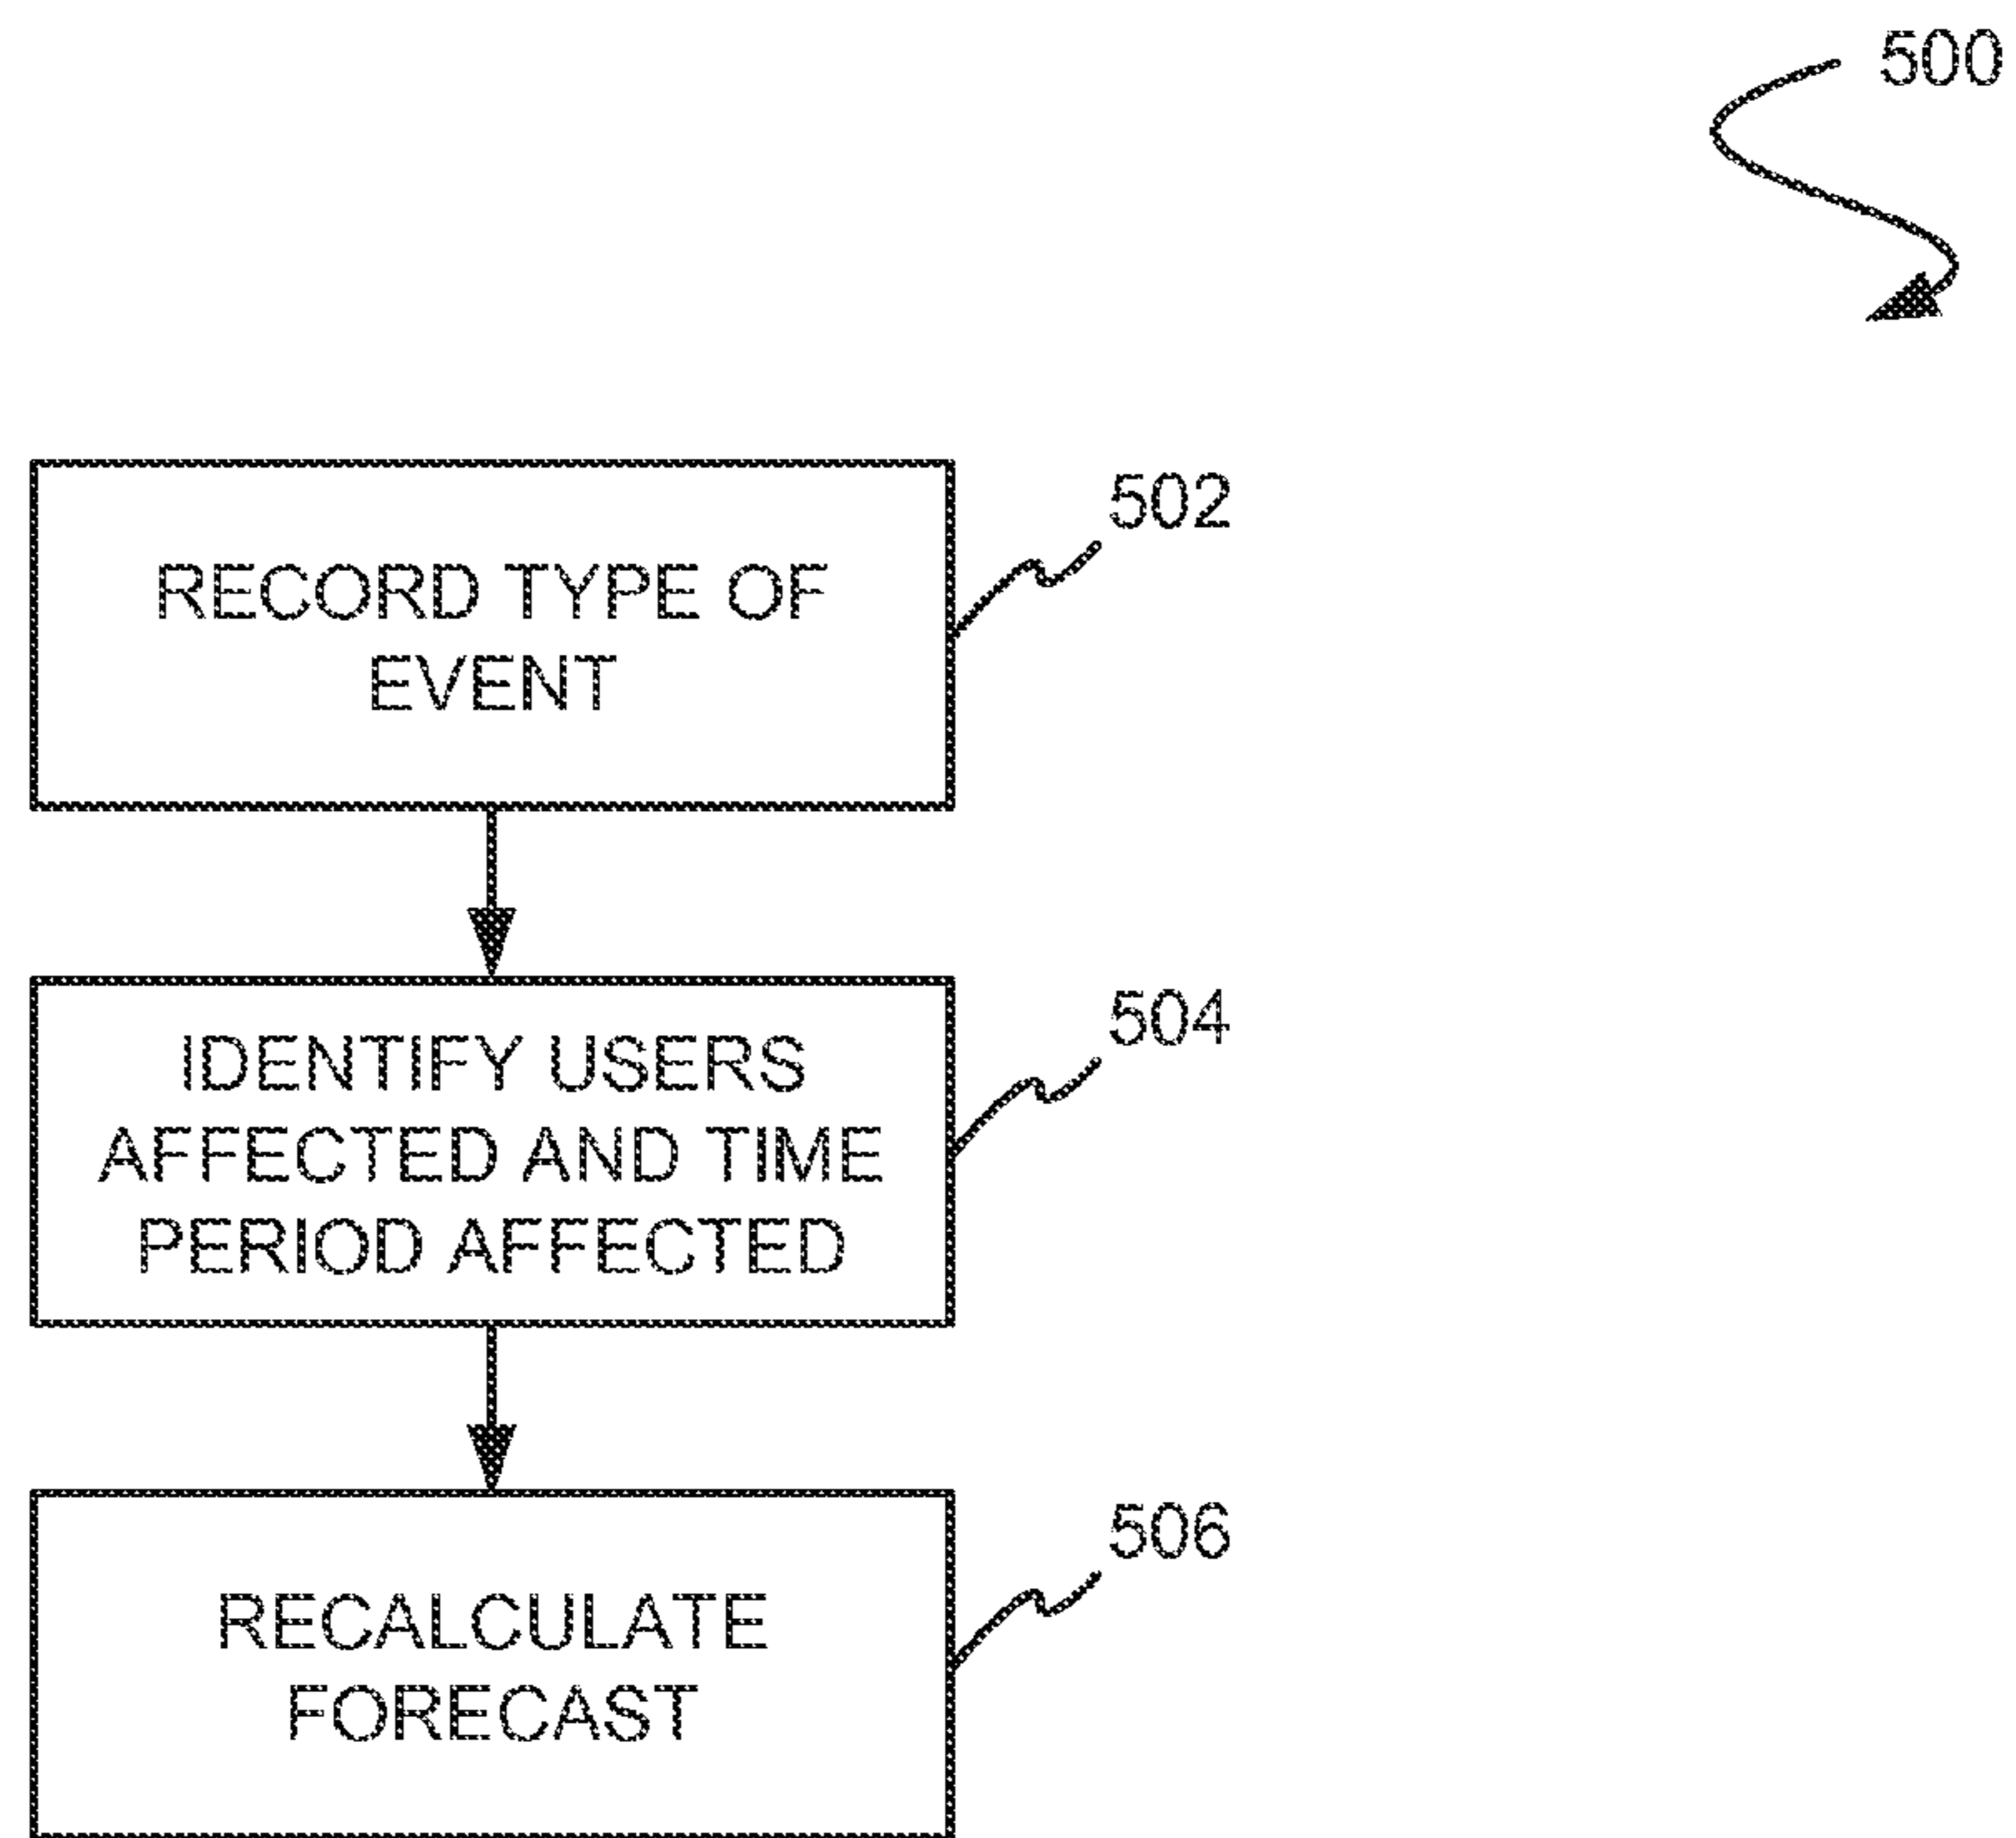 500
502
RECORD TYPE OF
EVENT
504
IDENTIFY USERS
AFFECTED AND TIME
PERIOD AFFECTED
506
RECALCULATE
FORECAST